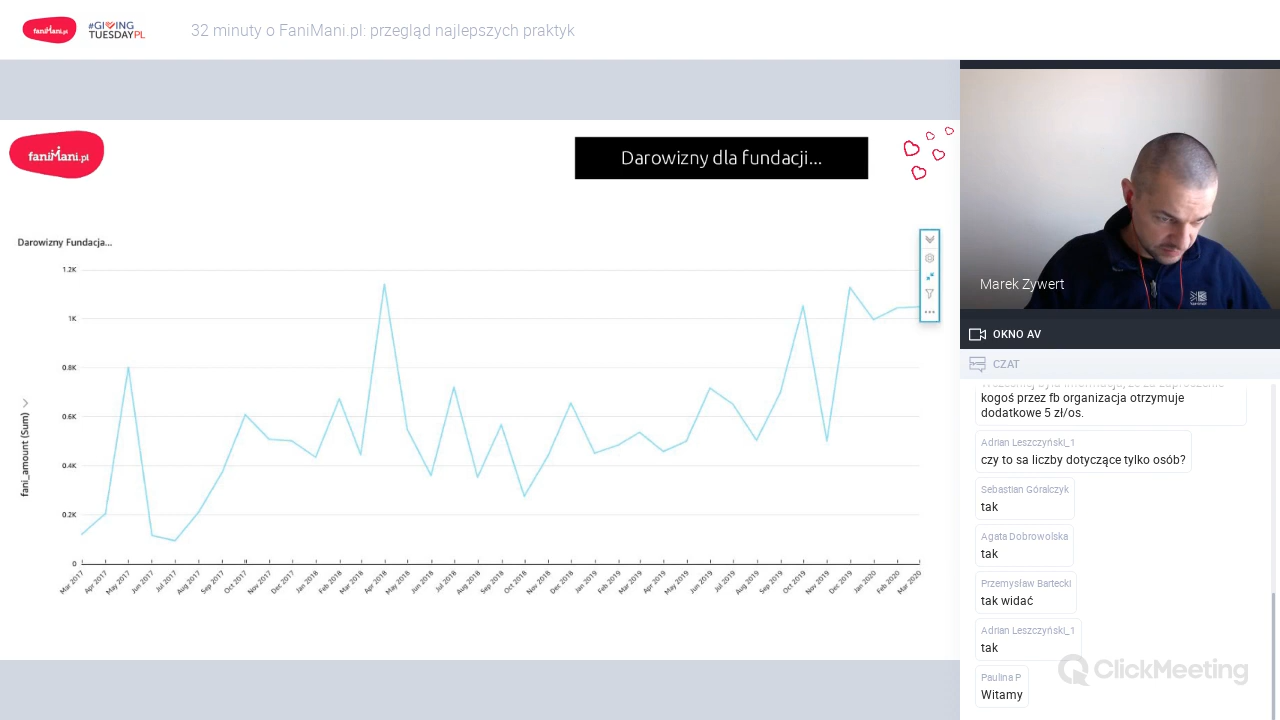 faniMani.pl
#GIVING
TUESDAYPL
32 minuty o FaniMani.pl: przegląd najlepszych praktyk
faniMani.pl
Darowizny dla fundacji...
Darowizny Fundacja...
fani_amount (Sum)
1.2K
1K
0.8K
0.6K
0.4K
0.2K
0
Mar 2017
Apr 2017
May 2017
Jun 2017
Jul 2017
Aug 2017
Sep 2017
Oct 2017
Nov 2017
Dec 2017
Jan 2018
Feb 2018
Mar 2018
Apr 2018
May 2018
Jun 2018
Jul 2018
Aug 2018
Sep 2018
Oct 2018
Nov 2018
Dec 2018
Jan 2019
Feb 2019
Mar 2019
Apr 2019
May 2019
Jun 2019
Jul 2019
Aug 2019
Sep 2019
Oct 2019
Nov 2019
Dec 2019
Jan 2020
Feb 2020
Mar 2020
Marek Zywert
OKNO AV
CZAT
kogoś przez fb organizacja otrzymuje
dodatkowe 5 zł/os.
Adrian Leszczyński_1
czy to sa liczby dotyczące tylko osób?
Sebastian Góralczyk
tak
Agata Dobrowolska
tak
Przemysław Bartecki
tak widać
Adrian Leszczyński_1
tak
Paulina P
Witamy
ClickMeeting